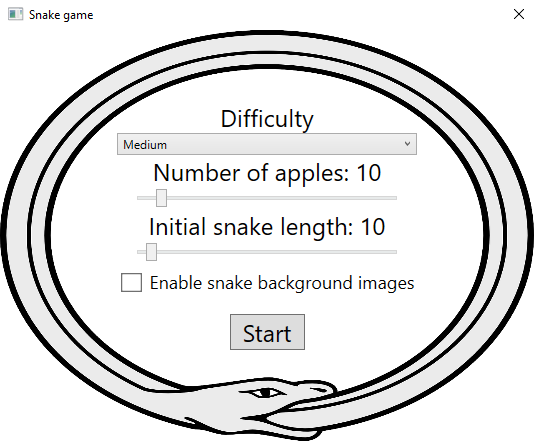 Snake game
Difficulty
Medium
Number of apples: 10
Initial snake length: 10
Enable snake background images
Start